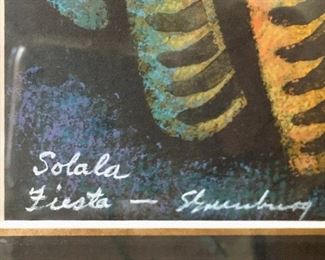 Solala
Fiesta —